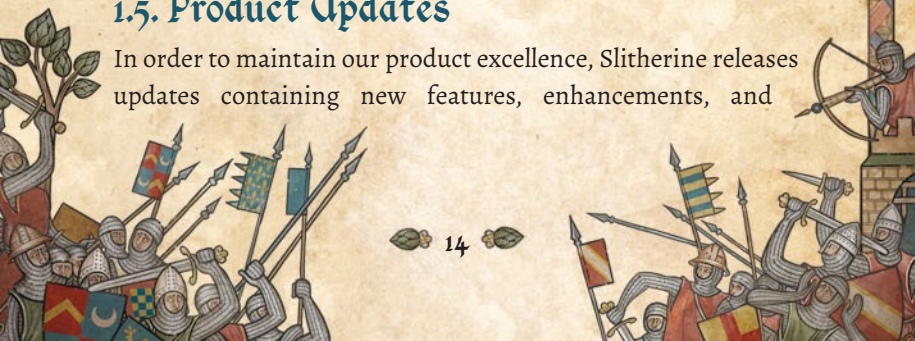 1.5. Product Updates
In order to maintain our product excellence, Slitherine releases
updates containing new features, enhancements, and
14